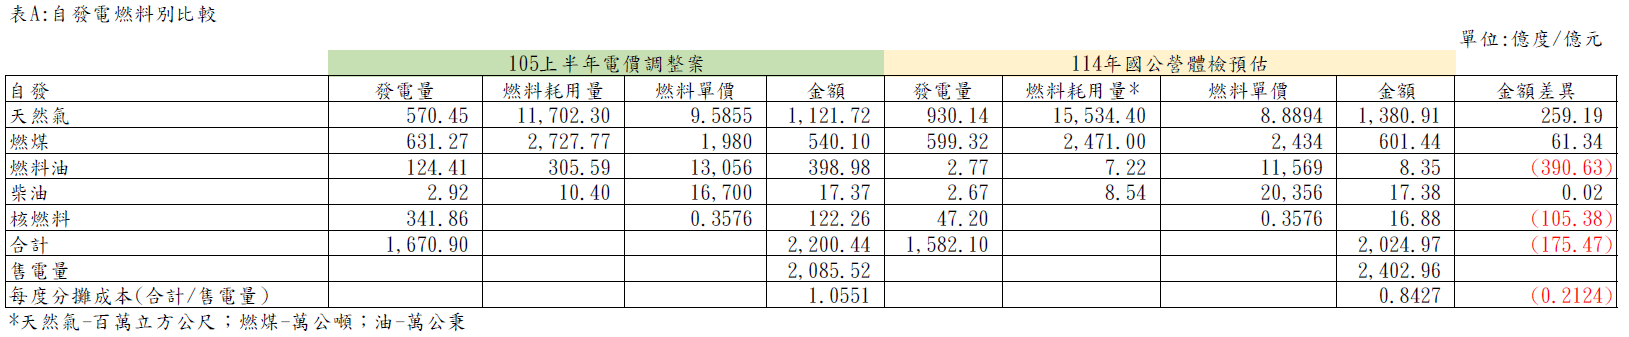 表A:自發電燃料別比較
單位:億度/億元
105上半年電價調整案 114年國公營體檢預估
自發 發電量 燃料耗用量 燃料單價 金額 發電量 燃料耗用量* 燃料單價 金額 金額差異
天然氣 570.45 11,702.30 9.5855 1,121.72 930.14 15,534.40 8.8894 1,380.91 259.19
燃煤 631.27 2,727.77 1,980 540.10 599.32 2,471.00 2,434 601.44 61.34
燃料油 124.41 305.59 13,056 398.98 2.77 7.22 11,569 8.35 (390.63)
柴油 2.92 10.40 16,700 17.37 2.67 8.54 20,356 17.38 0.02
核燃料 341.86 0.3576 122.26 47.20 0.3576 16.88 (105.38)
合計 1,670.90 2,200.44 1,582.10 2,024.97 (175.47)
售電量 2,085.52 2,402.96
每度分攤成本(合計/售電量) 1.0551 0.8427 (0.2124)
*天然氣-百萬立方公尺；燃煤-萬公噸；油-萬公秉